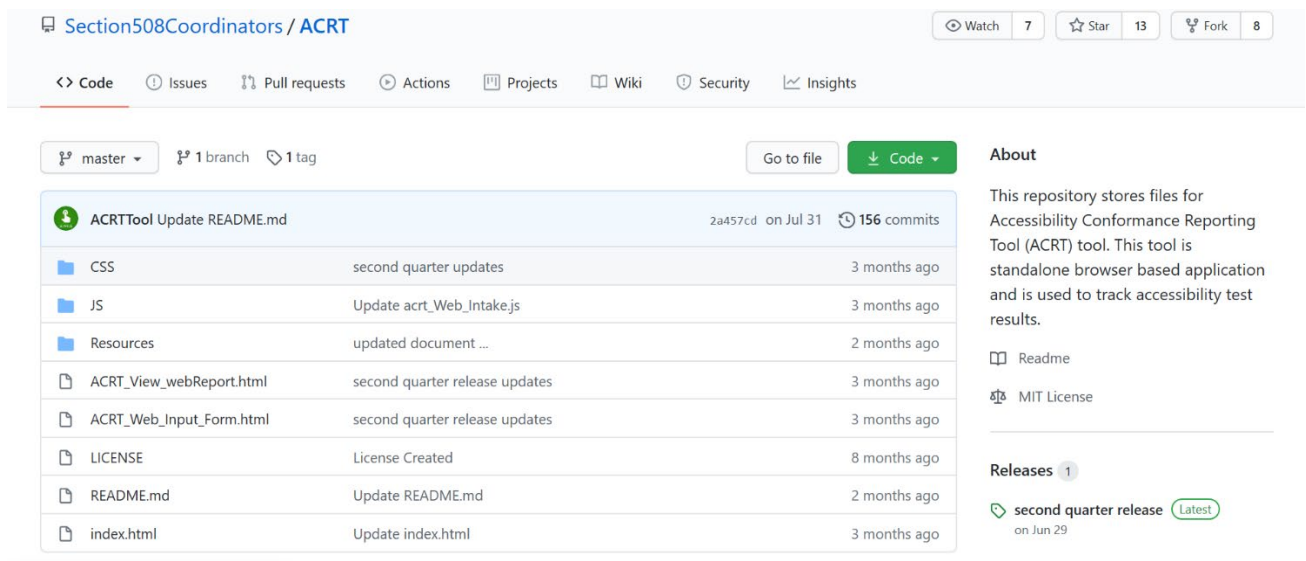 Section508Coordinators / ACRT
Watch 7 Star 13 Fork 8
<> Code Issues Pull requests Actions Projects Wiki Security Insights
master 1 branch 1 tag Go to file Code
ACRTTool Update README.md 2a457cd on Jul 31 156 commits
CSS second quarter updates 3 months ago
JS Update acrt_Web_Intake.js 3 months ago
Resources updated document ... 2 months ago
ACRT_View_webReport.html second quarter release updates 3 months ago
ACRT_Web_Input_Form.html second quarter release updates 3 months ago
LICENSE License Created 8 months ago
README.md Update README.md 2 months ago
index.html Update index.html 3 months ago
About
This repository stores files for
Accessibility Conformance Reporting
Tool (ACRT) tool. This tool is
standalone browser based application
and is used to track accessibility test
results.
Readme
MIT License
Releases 1
second quarter release Latest
on Jun 29